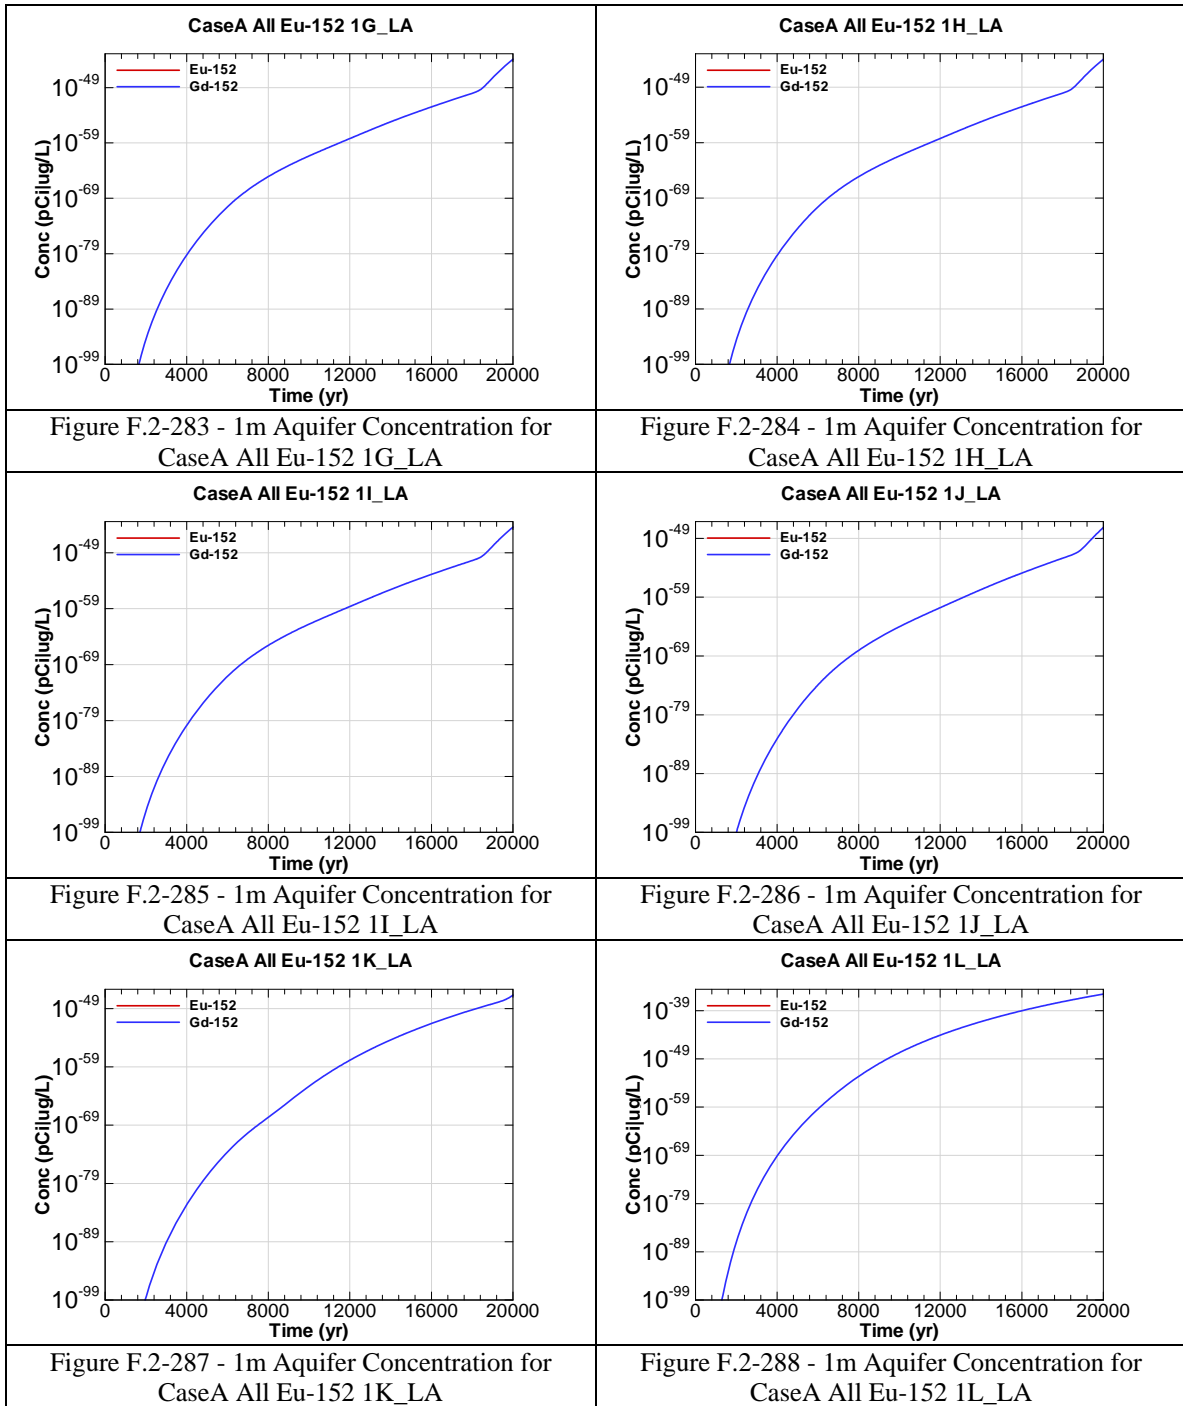 CaseA All Eu-152 1G_LA
Eu-152
Gd-152
Conc (pCi|ug/L)
10-49
10-59
10-69
10-79
10-89
10-99
0 4000 8000 12000 16000 20000
Time (yr)
Figure F.2-283 - 1m Aquifer Concentration for
CaseA All Eu-152 1G_LA
CaseA All Eu-152 1H_LA
Eu-152
Gd-152
Conc (pCi|ug/L)
10-49
10-59
10-69
10-79
10-89
10-99
0 4000 8000 12000 16000 20000
Time (yr)
Figure F.2-284 - 1m Aquifer Concentration for
CaseA All Eu-152 1H_LA
CaseA All Eu-152 1I_LA
Eu-152
Gd-152
Conc (pCi|ug/L)
10-49
10-59
10-69
10-79
10-89
10-99
0 4000 8000 12000 16000 20000
Time (yr)
Figure F.2-285 - 1m Aquifer Concentration for
CaseA All Eu-152 1I_LA
CaseA All Eu-152 1J_LA
Eu-152
Gd-152
Conc (pCi|ug/L)
10-49
10-59
10-69
10-79
10-89
10-99
0 4000 8000 12000 16000 20000
Time (yr)
Figure F.2-286 - 1m Aquifer Concentration for
CaseA All Eu-152 1J_LA
CaseA All Eu-152 1K_LA
Eu-152
Gd-152
Conc (pCi|ug/L)
10-49
10-59
10-69
10-79
10-89
10-99
0 4000 8000 12000 16000 20000
Time (yr)
Figure F.2-287 - 1m Aquifer Concentration for
CaseA All Eu-152 1K_LA
CaseA All Eu-152 1L_LA
Eu-152
Gd-152
Conc (pCi|ug/L)
10-39
10-49
10-59
10-69
10-79
10-89
10-99
0 4000 8000 12000 16000 20000
Time (yr)
Figure F.2-288 - 1m Aquifer Concentration for
CaseA All Eu-152 1L_LA